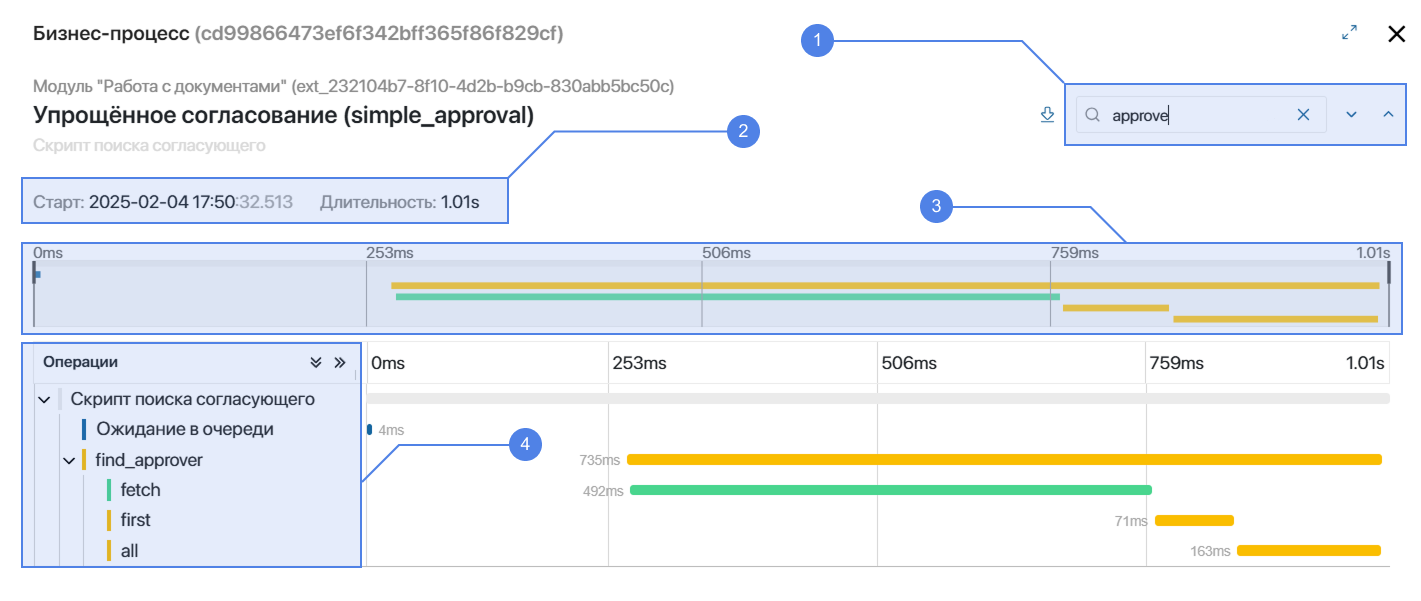 Бизнес-процесс (cd99866473ef6f342bff365f86f829cf)
1
Модуль "Работа с документами" (ext_232104b7-8f10-4d2b-b9cb-830abb5bc50c)
Упрощённое согласование (simple_approval)
approve
2
Скрипт поиска согласующего
Старт: 2025-02-04 17:50:32.513 Длительность: 1.01s
3
0ms 253ms 506ms 759ms 1.01s
Операции 0ms 253ms 506ms 759ms 1.01s
Скрипт поиска согласующего
Ожидание в очереди 4ms
4
find_approver 735ms
fetch 492ms
first 71ms
all 163ms